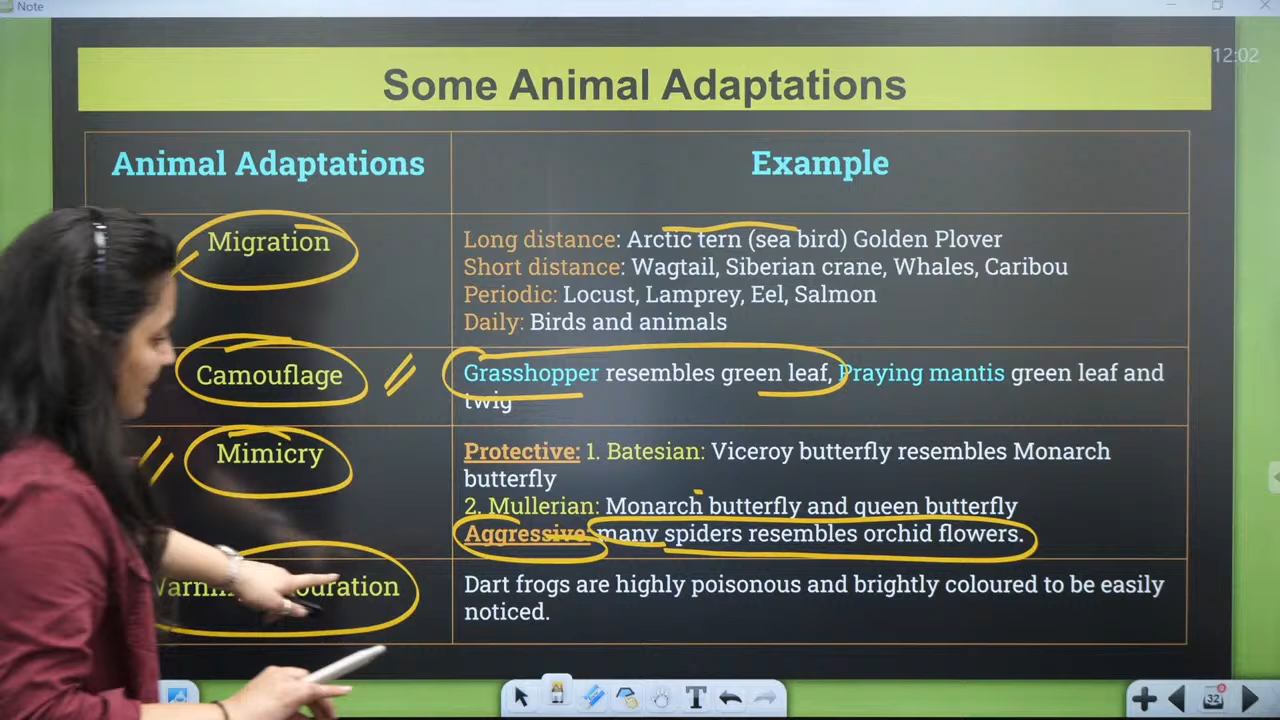 Note
12:02
Some Animal Adaptations
Animal Adaptations
Example
Migration
Long distance: Arctic tern (sea bird) Golden Plover
Short distance: Wagtail, Siberian crane, Whales, Caribou
Periodic: Locust, Lamprey, Eel, Salmon
Daily: Birds and animals
Camouflage
Grasshopper resembles green leaf, Praying mantis green leaf and
twig
Mimicry
Protective: 1. Batesian: Viceroy butterfly resembles Monarch
butterfly
2. Mullerian: Monarch butterfly and queen butterfly
Aggressive: many spiders resembles orchid flowers.
Dart frogs are highly poisonous and brightly coloured to be easily
noticed.
T
32